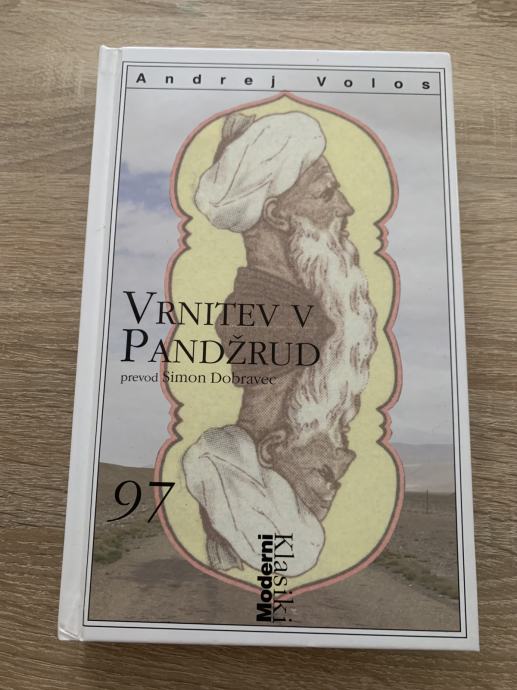 Andrej Volos
VRNITEV V
PANDŽRUD
prevod Simon Dobravec
97
Moderni
Klasiki